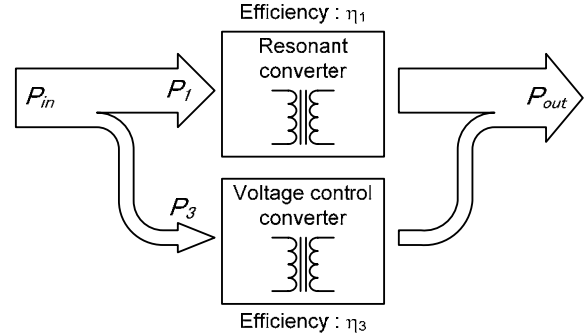 Efficiency : η1
Resonant
converter
Pin
P1
Pout
Voltage control
converter
P3
Efficiency : η3